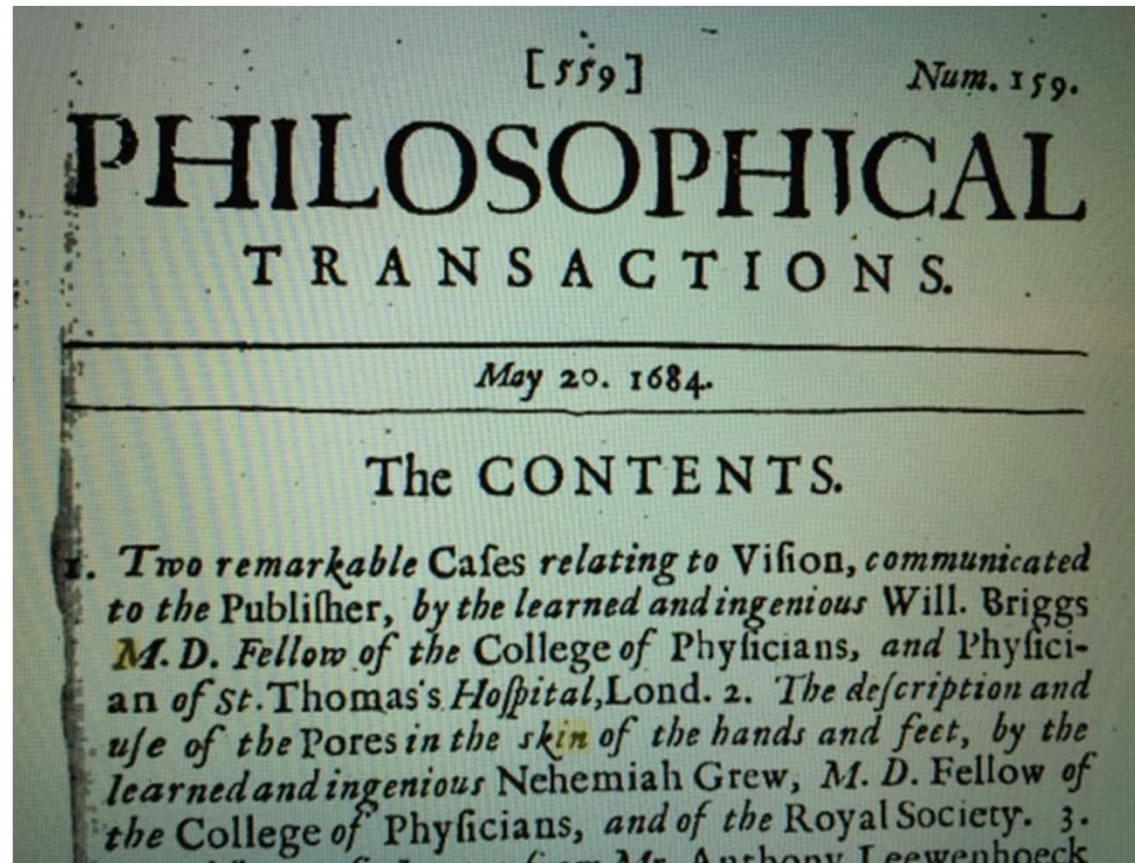 [559]
Num. 159.
PHILOSOPHICAL
TRANSACTIONS.
May 20. 1684.
The CONTENTS.
1. Two remarkable Caſes relating to Viſion, communicated
to the Publiſher, by the learned and ingenious Will. Briggs
M. D. Fellow of the College of Phyſicians, and Phyſici-
an of St. Thomas's Hoſpital, Lond. 2. The deſcription and
uſe of the Pores in the skin of the hands and feet, by the
learned and ingenious Nehemiah Grew, M. D. Fellow of
the College of Phyſicians, and of the Royal Society. 3.
from Mr. Anthony Leewenhoeck